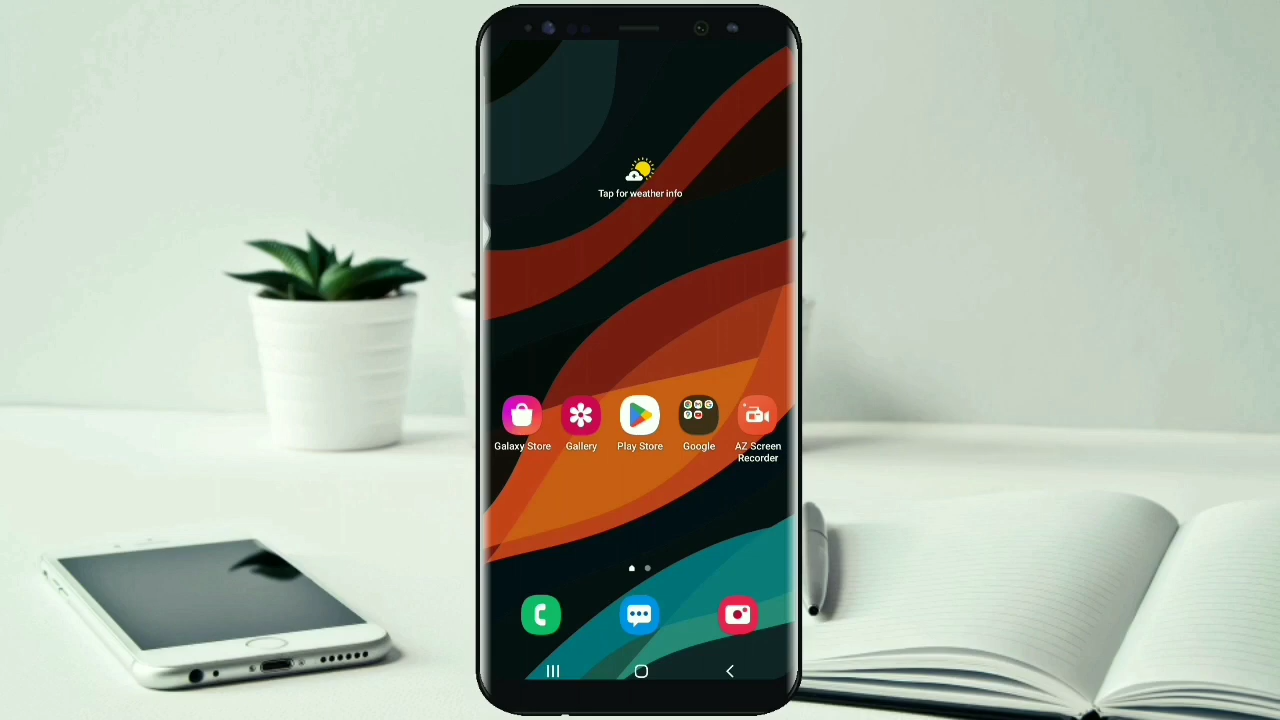 Tap for weather info
Galaxy Store
Gallery
Play Store
Google
AZ Screen
Recorder